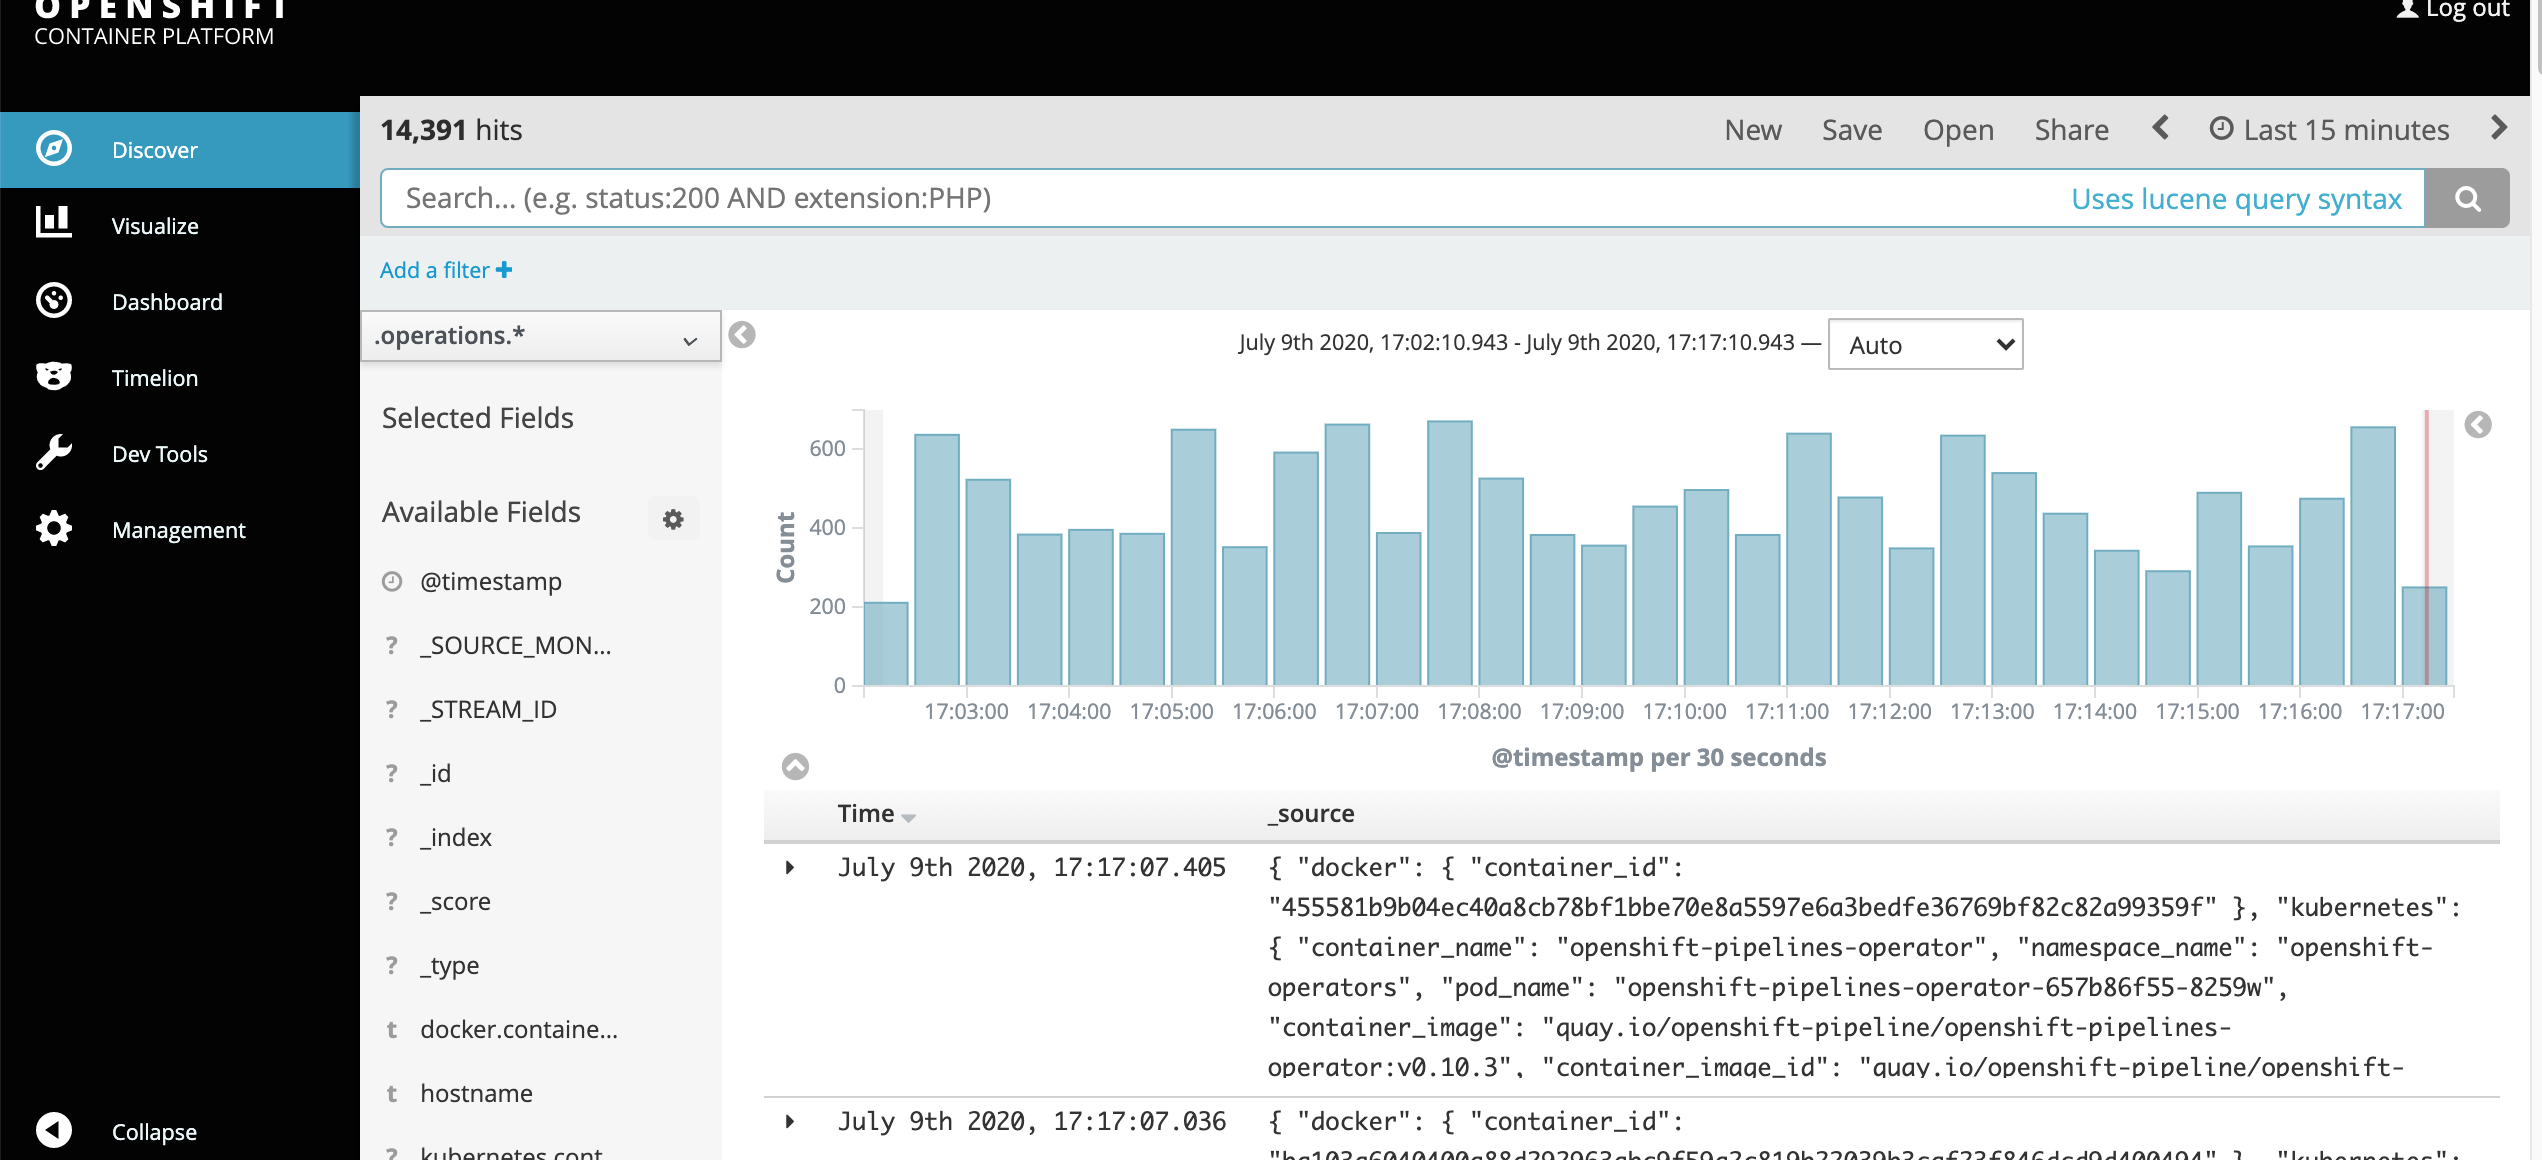 OPENSHIFT
CONTAINER PLATFORM
Log out
Discover
Visualize
Dashboard
Timelion
Dev Tools
Management
Collapse
14,391 hits
New Save Open Share Last 15 minutes
Search... (e.g. status:200 AND extension:PHP) Uses lucene query syntax
Add a filter
.operations.*
Selected Fields
Available Fields
@timestamp
? _SOURCE_MON...
? _STREAM_ID
? _id
? _index
? _score
? _type
t docker.containe...
t hostname
? kubernetes.cont
July 9th 2020, 17:02:10.943 - July 9th 2020, 17:17:10.943 — Auto
Count
600
400
200
0
17:03:00 17:04:00 17:05:00 17:06:00 17:07:00 17:08:00 17:09:00 17:10:00 17:11:00 17:12:00 17:13:00 17:14:00 17:15:00 17:16:00 17:17:00
@timestamp per 30 seconds
Time _source
July 9th 2020, 17:17:07.405 { "docker": { "container_id":
"455581b9b04ec40a8cb78bf1bbe70e8a5597e6a3bedfe36769bf82c82a99359f" }, "kubernetes":
{ "container_name": "openshift-pipelines-operator", "namespace_name": "openshift-
operators", "pod_name": "openshift-pipelines-operator-657b86f55-8259w",
"container_image": "quay.io/openshift-pipeline/openshift-pipelines-
operator:v0.10.3", "container_image_id": "quay.io/openshift-pipeline/openshift-
July 9th 2020, 17:17:07.036 { "docker": { "container_id":
"kubernetes":